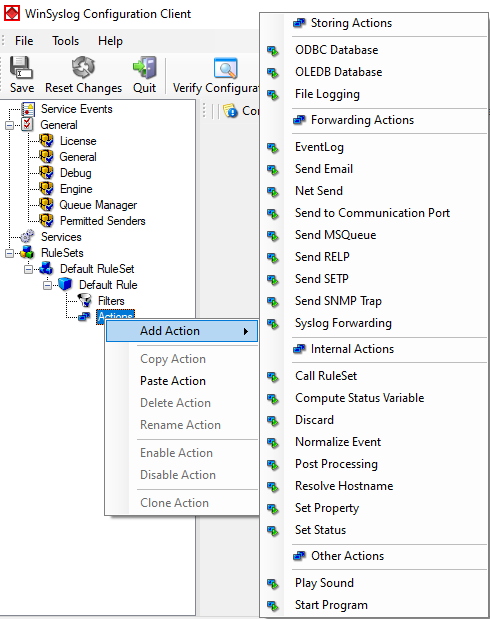 WinSyslog Configuration Client
File Tools Help
Save Reset Changes Quit Verify Configurat
Service Events
General
License
General
Debug
Engine
Queue Manager
Permitted Senders
Services
RuleSets
Default RuleSet
Default Rule
Filters
Actions
Co
Add Action
Copy Action
Paste Action
Delete Action
Rename Action
Enable Action
Disable Action
Clone Action
Storing Actions
ODBC Database
OLEDB Database
File Logging
Forwarding Actions
EventLog
Send Email
Net Send
Send to Communication Port
Send MSQueue
Send RELP
Send SETP
Send SNMP Trap
Syslog Forwarding
Internal Actions
Call RuleSet
Compute Status Variable
Discard
Normalize Event
Post Processing
Resolve Hostname
Set Property
Set Status
Other Actions
Play Sound
Start Program